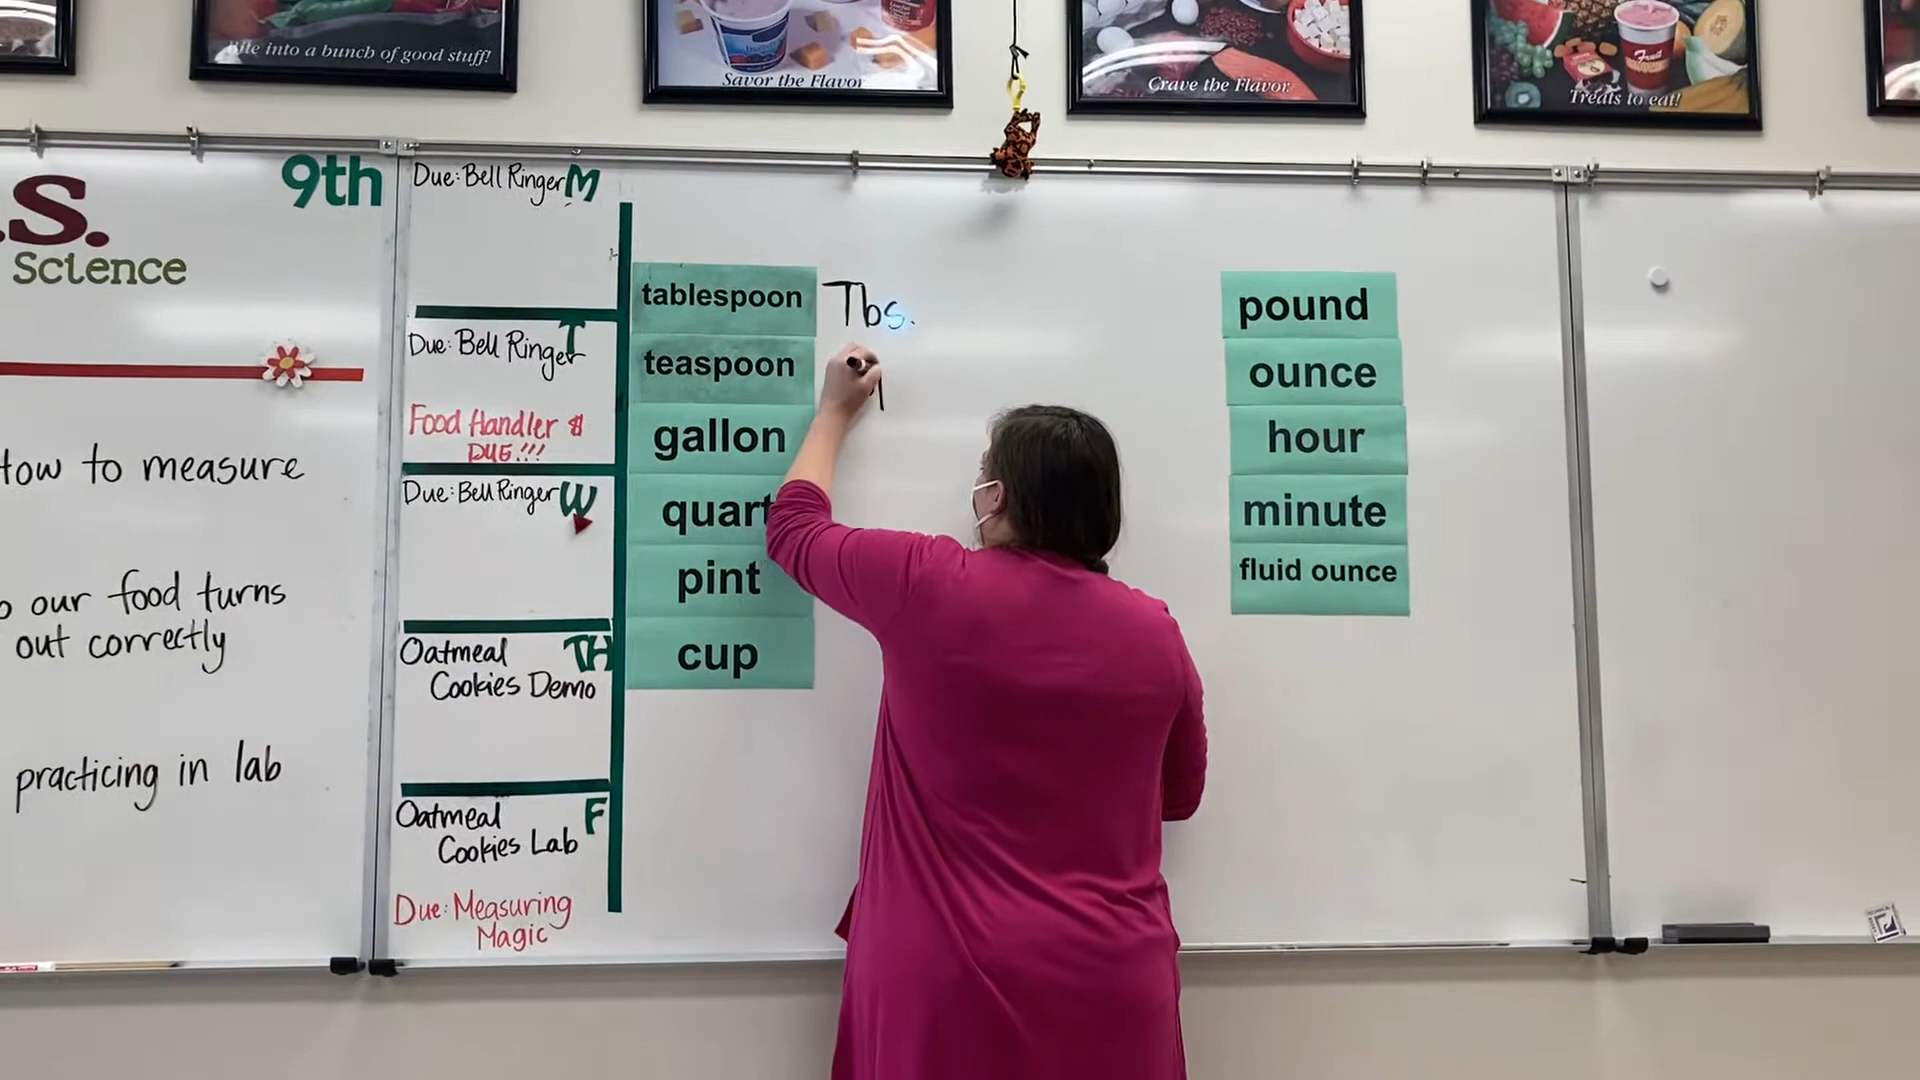 Bite into a bunch of good stuff!
Savor the Flavor
Crave the Flavor.
Treats to eat!
Fruit
S.
Science
9th
How to measure
our food turns
out correctly
practicing in lab
Due: Bell Ringer M
Due: Bell Ringer T
Food Handler $
DUE!!!
Due: Bell Ringer W
Oatmeal TH
Cookies Demo
Oatmeal F
Cookies Lab
Due: Measuring
Magic
tablespoon Tbs.
teaspoon
gallon
quart
pint
cup
pound
ounce
hour
minute
fluid ounce